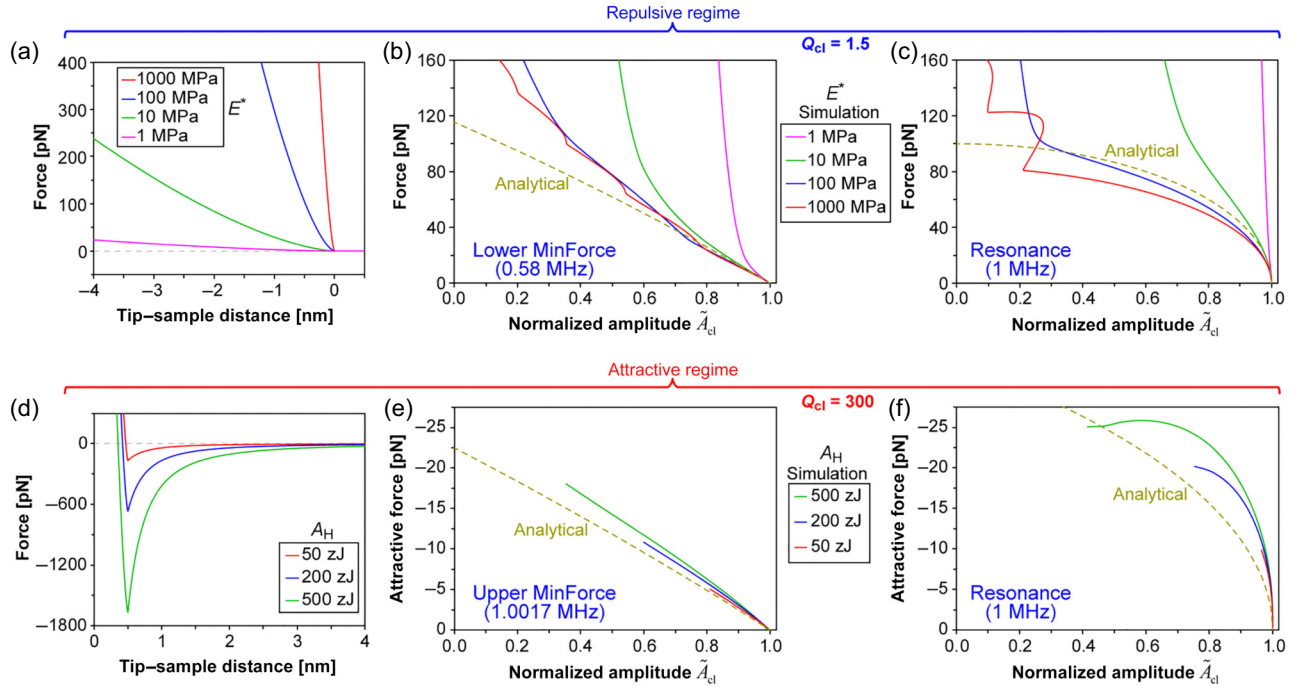 Repulsive regime
(a)
400
300
200
100
0
Force [pN]
–4
–3
–2
–1
0
Tip–sample distance [nm]
1000 MPa
100 MPa
10 MPa
1 MPa
E*
(b)
160
120
80
40
0
Force [pN]
0.0
0.2
0.4
0.6
0.8
1.0
Normalized amplitude Ãcl
Analytical
Lower MinForce
(0.58 MHz)
Qcl = 1.5
E*
Simulation
1 MPa
10 MPa
100 MPa
1000 MPa
(c)
160
120
80
40
0
Force [pN]
0.0
0.2
0.4
0.6
0.8
1.0
Normalized amplitude Ãcl
Analytical
Resonance
(1 MHz)
Attractive regime
(d)
0
–600
–1200
–1800
Force [pN]
0
1
2
3
4
Tip–sample distance [nm]
AH
50 zJ
200 zJ
500 zJ
(e)
–25
–20
–15
–10
–5
0
Attractive force [pN]
0.0
0.2
0.4
0.6
0.8
1.0
Normalized amplitude Ãcl
Analytical
Upper MinForce
(1.0017 MHz)
Qcl = 300
AH
Simulation
500 zJ
200 zJ
50 zJ
(f)
–25
–20
–15
–10
–5
0
Attractive force [pN]
0.0
0.2
0.4
0.6
0.8
1.0
Normalized amplitude Ãcl
Analytical
Resonance
(1 MHz)